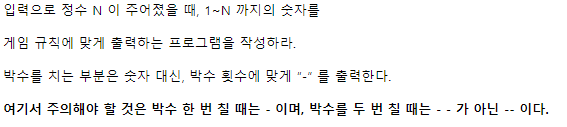 입력으로 정수 N 이 주어졌을 때, 1~N 까지의 숫자를
게임 규칙에 맞게 출력하는 프로그램을 작성하라.
박수를 치는 부분은 숫자 대신, 박수 횟수에 맞게 “-” 를 출력한다.
여기서 주의해야 할 것은 박수 한 번 칠 때는 - 이며, 박수를 두 번 칠 때는 - - 가 아닌 -- 이다.